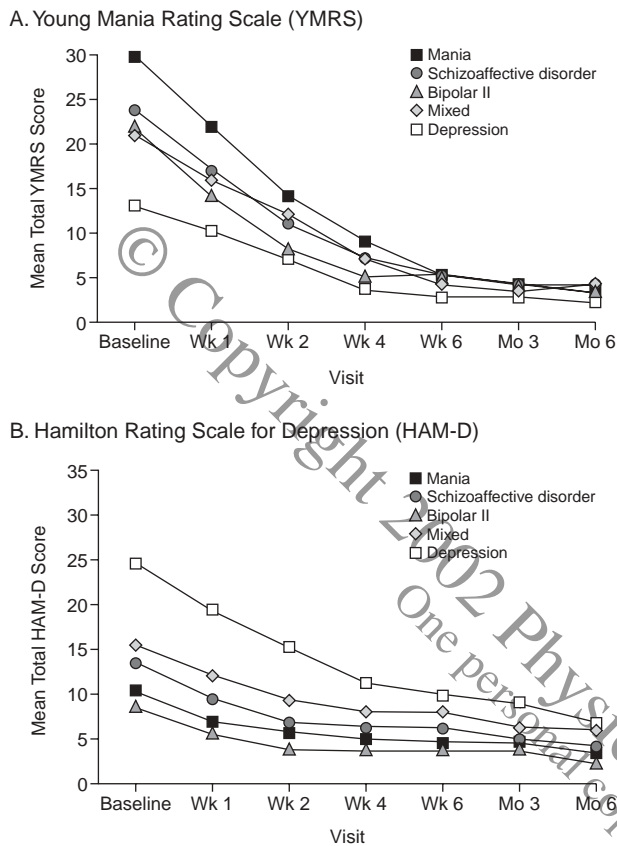 A. Young Mania Rating Scale (YMRS)
30
25
20
15
10
5
0
Mean Total YMRS Score
Mania
Schizoaffective disorder
Bipolar II
Mixed
Depression
Baseline Wk 1 Wk 2 Wk 4 Wk 6 Mo 3 Mo 6
Visit
B. Hamilton Rating Scale for Depression (HAM-D)
35
30
25
20
15
10
5
0
Mean Total HAM-D Score
Mania
Schizoaffective disorder
Bipolar II
Mixed
Depression
Baseline Wk 1 Wk 2 Wk 4 Wk 6 Mo 3 Mo 6
Visit
© Copyright 2002
One personal